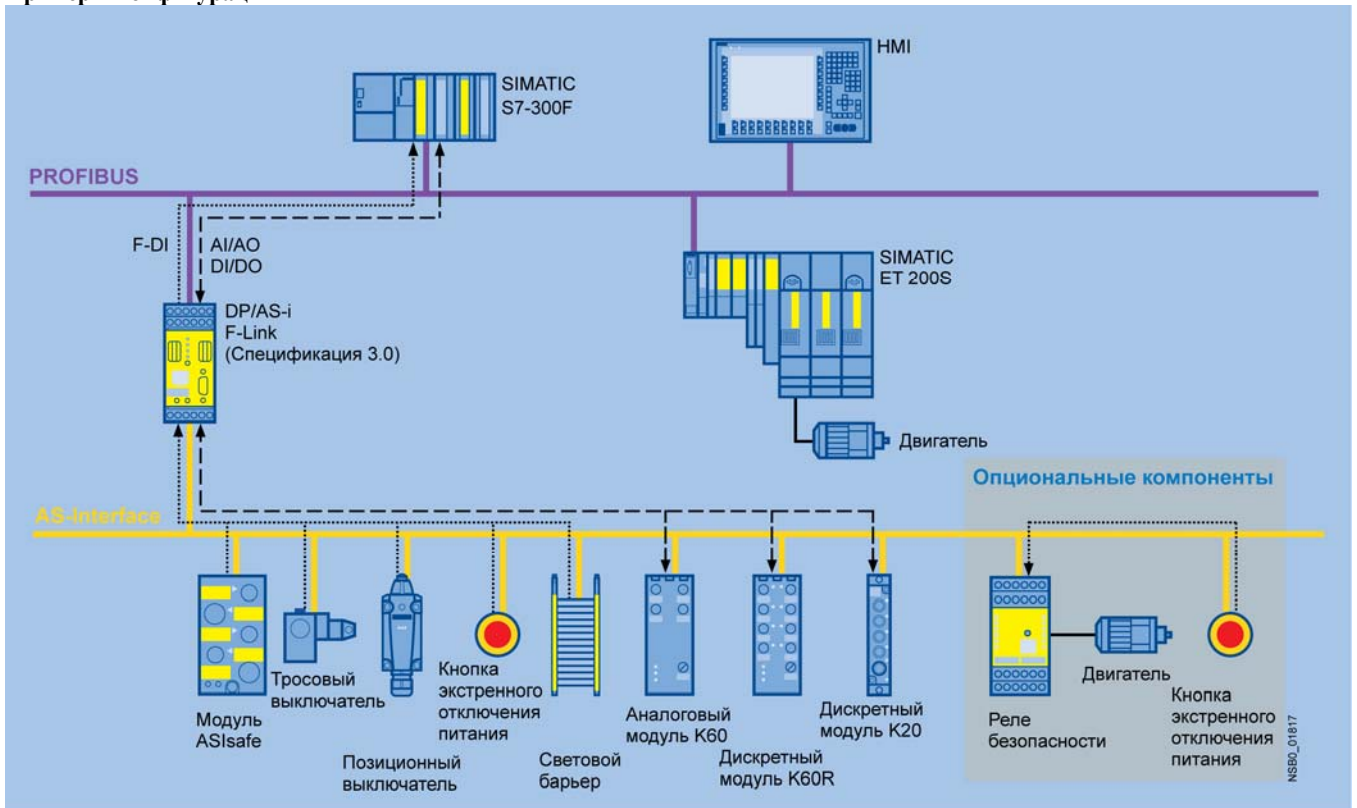 HMI
SIMATIC
S7-300F
PROFIBUS
F-DI
AI/AO
DI/DO
SIMATIC
ET 200S
DP/AS-i
F-Link
(Спецификация 3.0)
Двигатель
Опциональные компоненты
AS-Interface
Модуль
ASIsafe
Тросовый
выключатель
Позиционный
выключатель
Кнопка
экстренного
отключения
питания
Световой
барьер
Аналоговый
модуль K60
Дискретный
модуль K60R
Дискретный
модуль K20
Реле
безопасности
Двигатель
Кнопка
экстренного
отключения
питания
NSB0_01817